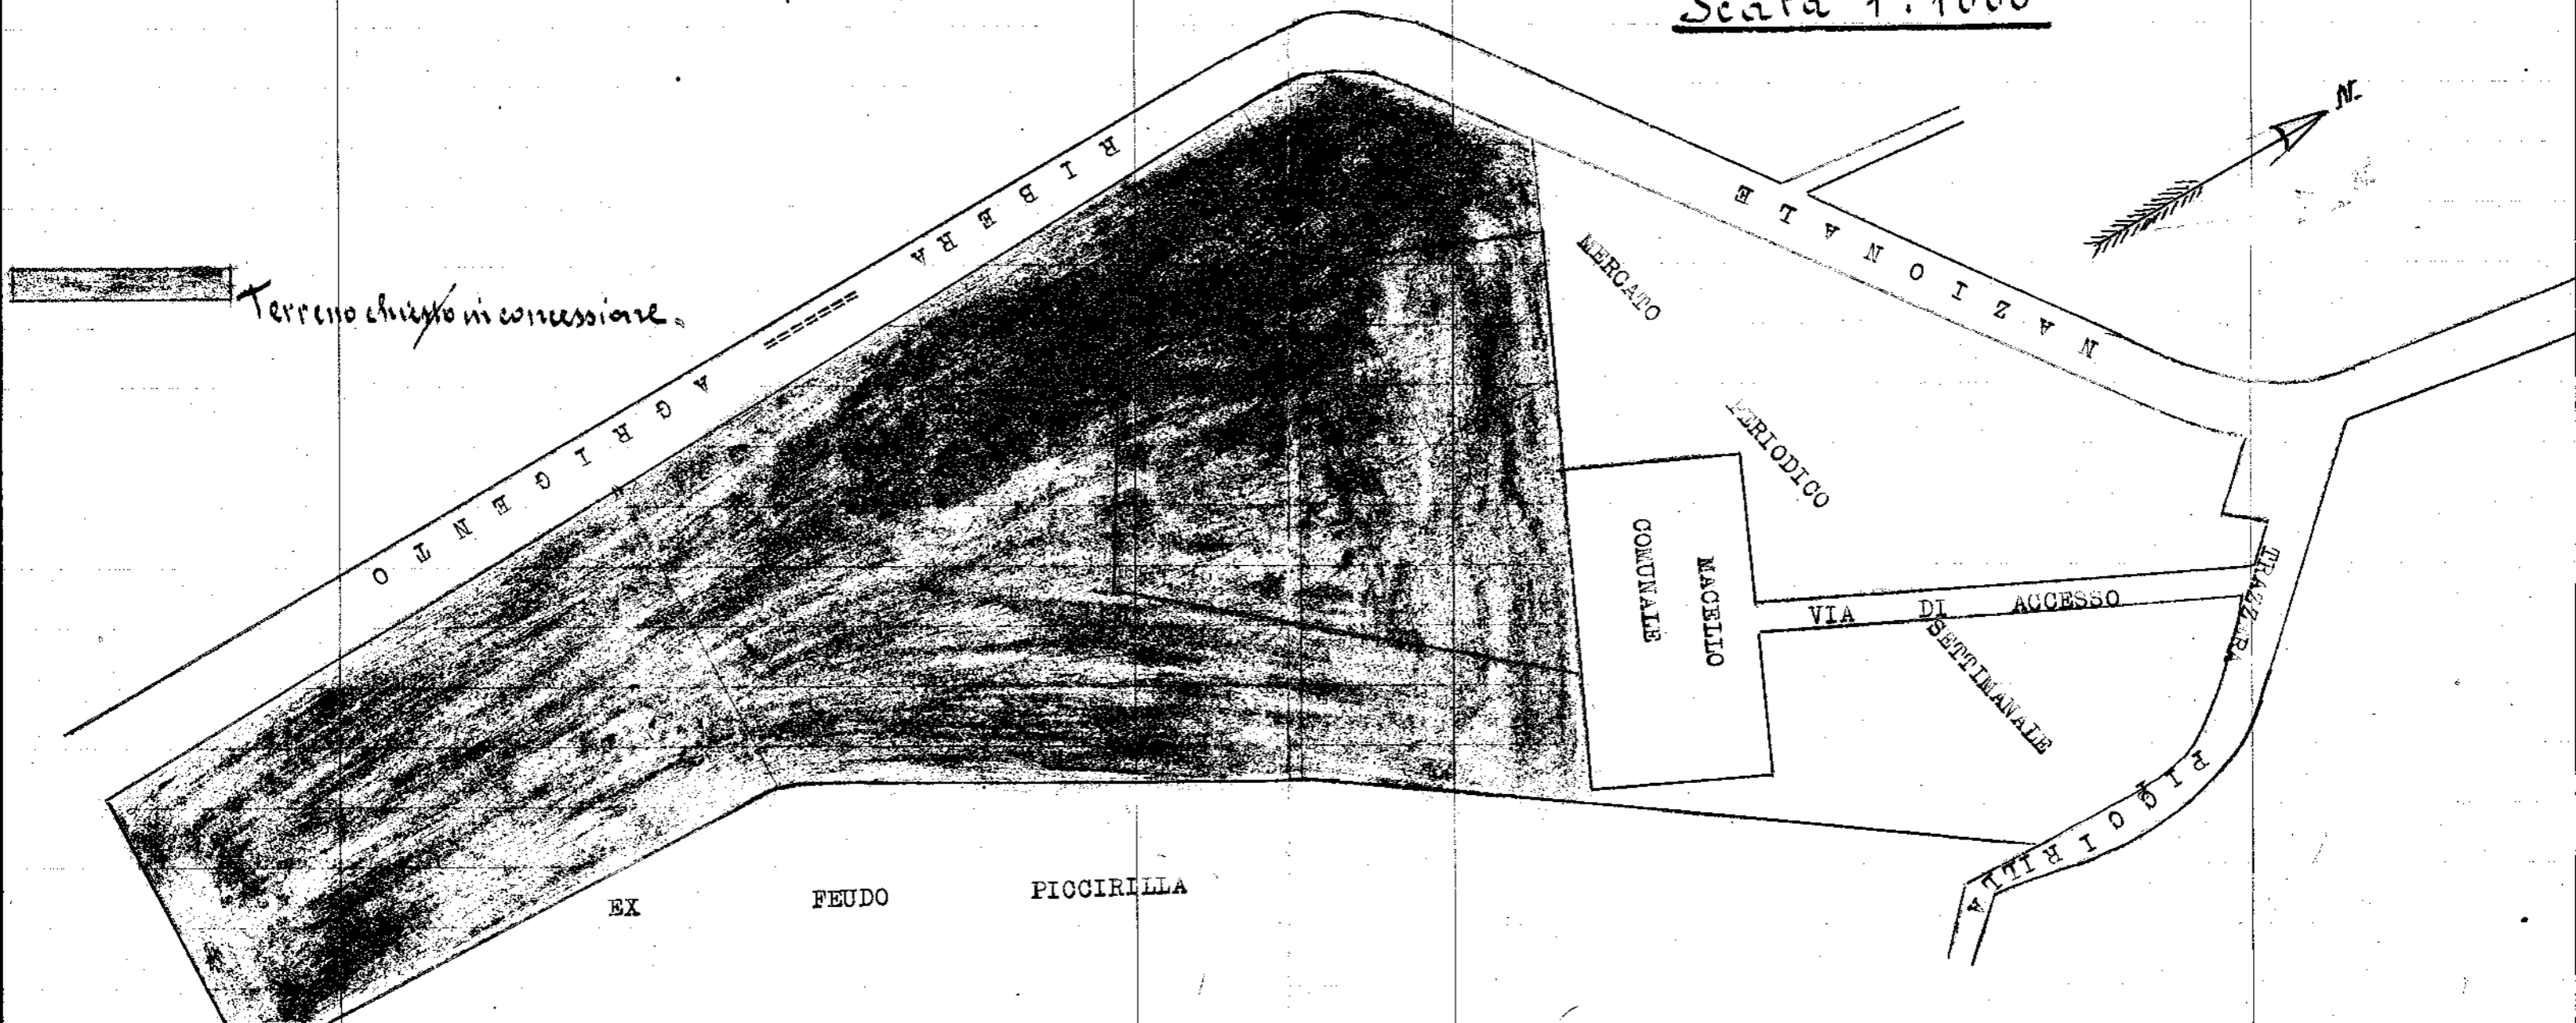 Scala 1:1000
N-
Terreno chiesto in concessione.
NAZIONALE
AGRIGENTO == RIBERA
MERCATO
PERIODICO
SETTIMANALE
MACELLO
COMUNALE
VIA DI ACCESSO
TRAZZERA
PICCIRILLA
EX FEUDO PICCIRILLA